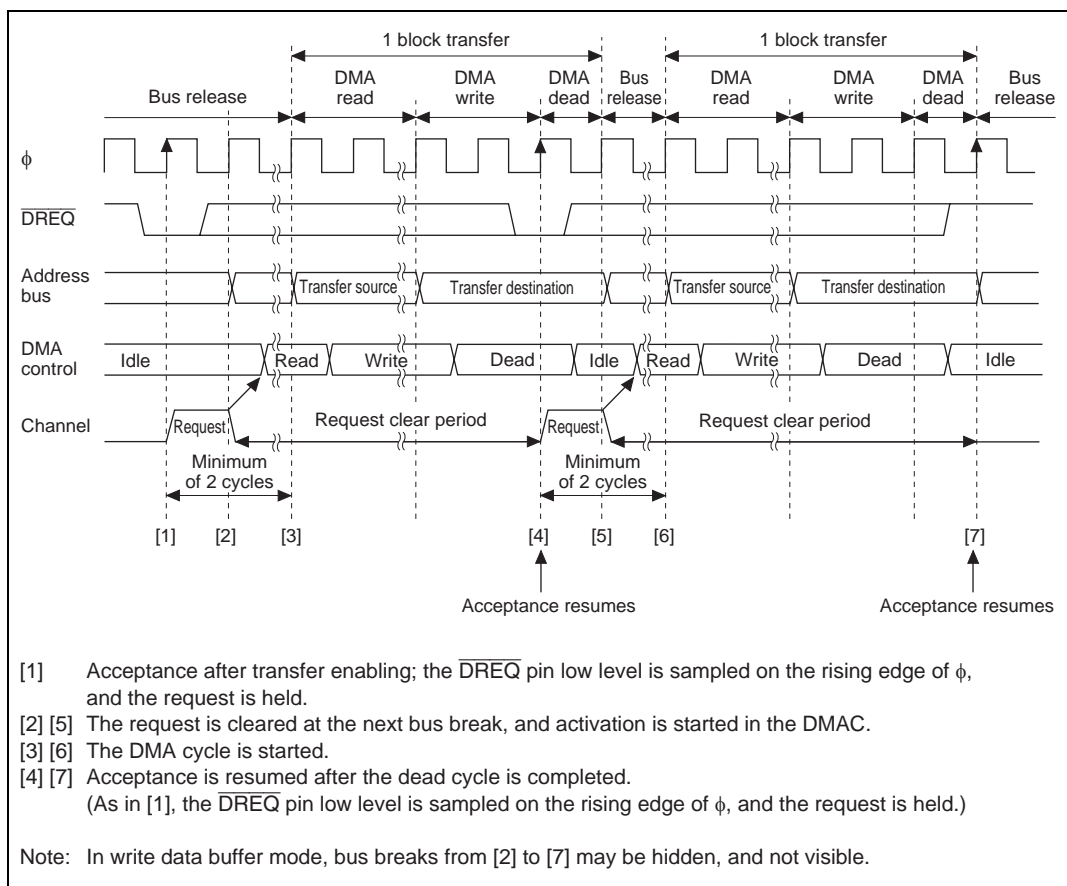 1 block transfer 1 block transfer
DMA read DMA write DMA dead Bus release DMA read DMA write DMA dead Bus release
Bus release
φ
DREQ
Address bus Transfer source Transfer destination Transfer source Transfer destination
DMA control Idle Read Write Dead Idle Read Write Dead Idle
Channel Request Request clear period Request Request clear period
Minimum of 2 cycles Minimum of 2 cycles
[1] [2] [3] [4] [5] [6] [7]
Acceptance resumes Acceptance resumes
[1] Acceptance after transfer enabling; the DREQ pin low level is sampled on the rising edge of φ,
and the request is held.
[2] [5] The request is cleared at the next bus break, and activation is started in the DMAC.
[3] [6] The DMA cycle is started.
[4] [7] Acceptance is resumed after the dead cycle is completed.
(As in [1], the DREQ pin low level is sampled on the rising edge of φ, and the request is held.)
Note: In write data buffer mode, bus breaks from [2] to [7] may be hidden, and not visible.